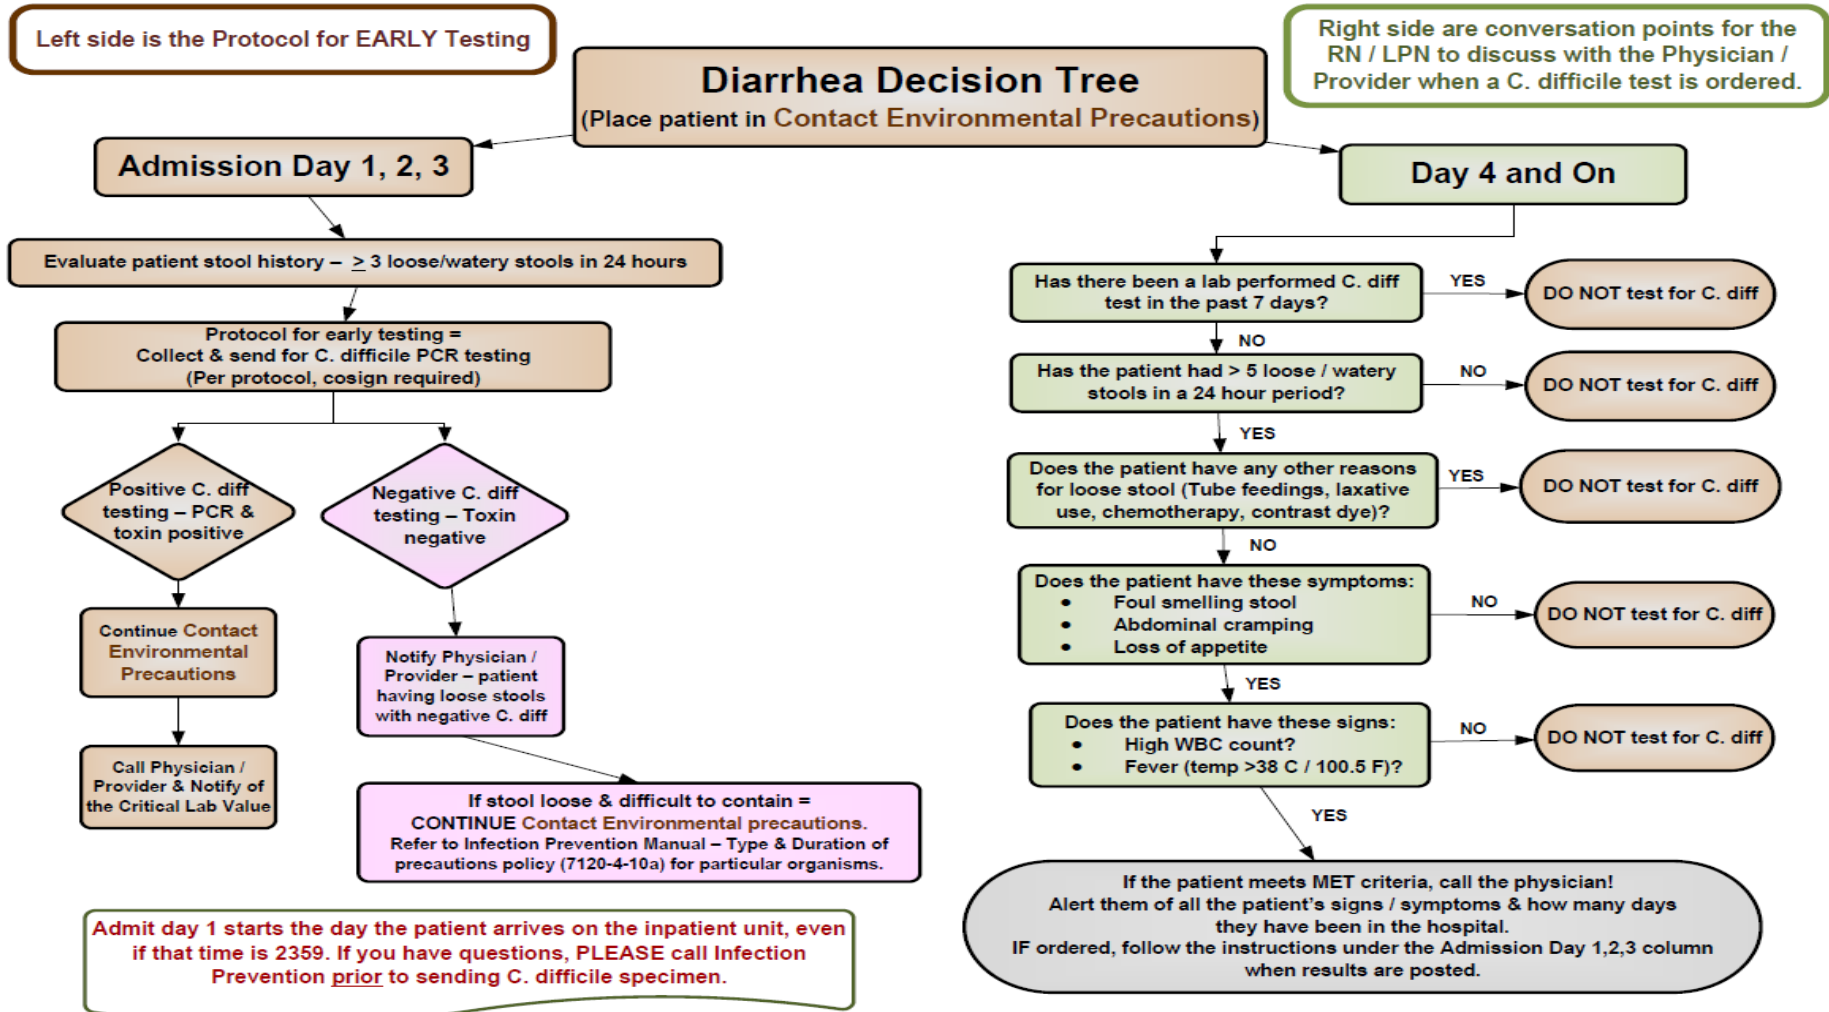 Left side is the Protocol for EARLY Testing
Right side are conversation points for the
RN / LPN to discuss with the Physician /
Provider when a C. difficile test is ordered.
Diarrhea Decision Tree
(Place patient in Contact Environmental Precautions)
Admission Day 1, 2, 3
Evaluate patient stool history – ≥ 3 loose/watery stools in 24 hours
Protocol for early testing =
Collect & send for C. difficile PCR testing
(Per protocol, cosign required)
Positive C. diff
testing – PCR &
toxin positive
Negative C. diff
testing – Toxin
negative
Continue Contact
Environmental
Precautions
Call Physician /
Provider & Notify of
the Critical Lab Value
Notify Physician /
Provider – patient
having loose stools
with negative C. diff
If stool loose & difficult to contain =
CONTINUE Contact Environmental precautions.
Refer to Infection Prevention Manual – Type & Duration of
precautions policy (7120-4-10a) for particular organisms.
Admit day 1 starts the day the patient arrives on the inpatient unit, even
if that time is 2359. If you have questions, PLEASE call Infection
Prevention prior to sending C. difficile specimen.
Day 4 and On
Has there been a lab performed C. diff
test in the past 7 days?
YES
DO NOT test for C. diff
NO
Has the patient had > 5 loose / watery
stools in a 24 hour period?
NO
DO NOT test for C. diff
YES
Does the patient have any other reasons
for loose stool (Tube feedings, laxative
use, chemotherapy, contrast dye)?
YES
DO NOT test for C. diff
NO
Does the patient have these symptoms:
• Foul smelling stool
• Abdominal cramping
• Loss of appetite
NO
DO NOT test for C. diff
YES
Does the patient have these signs:
• High WBC count?
• Fever (temp >38 C / 100.5 F)?
NO
DO NOT test for C. diff
YES
If the patient meets MET criteria, call the physician!
Alert them of all the patient's signs / symptoms & how many days
they have been in the hospital.
IF ordered, follow the instructions under the Admission Day 1,2,3 column
when results are posted.